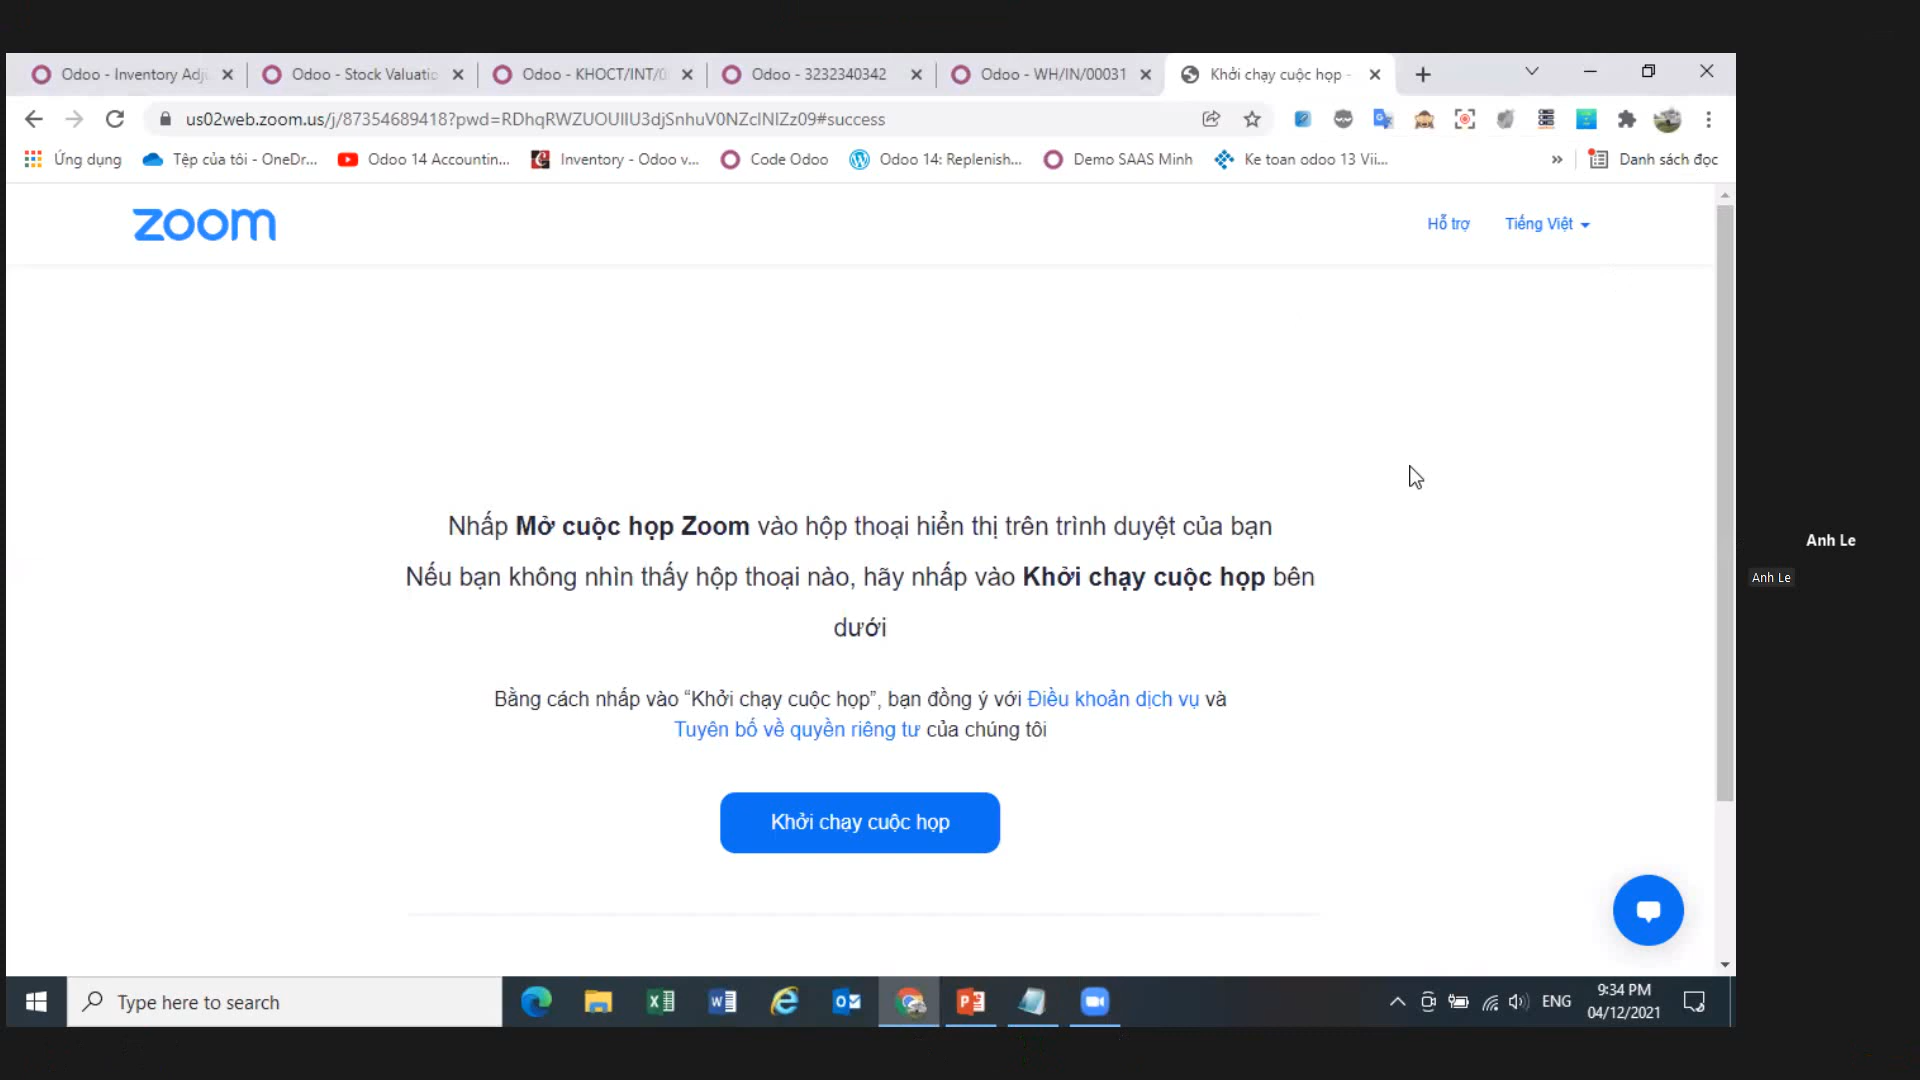 Odoo - Inventory Adj
Odoo - Stock Valuatio
Odoo - KHOCT/INT/0
Odoo - 3232340342
Odoo - WH/IN/00031
Khởi chạy cuộc họp -
us02web.zoom.us/j/87354689418?pwd=RDhqRWZUOUIIU3djSnhuV0NZcINIZz09#success
Ứng dụng
Tệp của tôi - OneDr...
Odoo 14 Accountin...
Inventory - Odoo v...
Code Odoo
Odoo 14: Replenish...
Demo SAAS Minh
Ke toan odoo 13 Vii...
»
Danh sách đọc
zoom
Hỗ trợ
Tiếng Việt
Nhấp Mở cuộc họp Zoom vào hộp thoại hiển thị trên trình duyệt của bạn
Nếu bạn không nhìn thấy hộp thoại nào, hãy nhấp vào Khởi chạy cuộc họp bên
dưới
Bằng cách nhấp vào “Khởi chạy cuộc họp”, bạn đồng ý với Điều khoản dịch vụ và
Tuyên bố về quyền riêng tư của chúng tôi
Khởi chạy cuộc họp
Anh Le
Anh Le
Type here to search
ENG
9:34 PM
04/12/2021